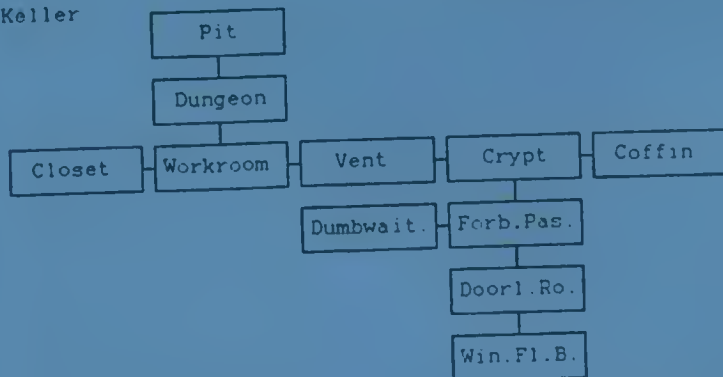 Keller
Pit
Dungeon
Closet Workroom Vent Crypt Coffin
Dumbwait. Forb.Pas.
Doorl.Ro.
Win.Fl.B.